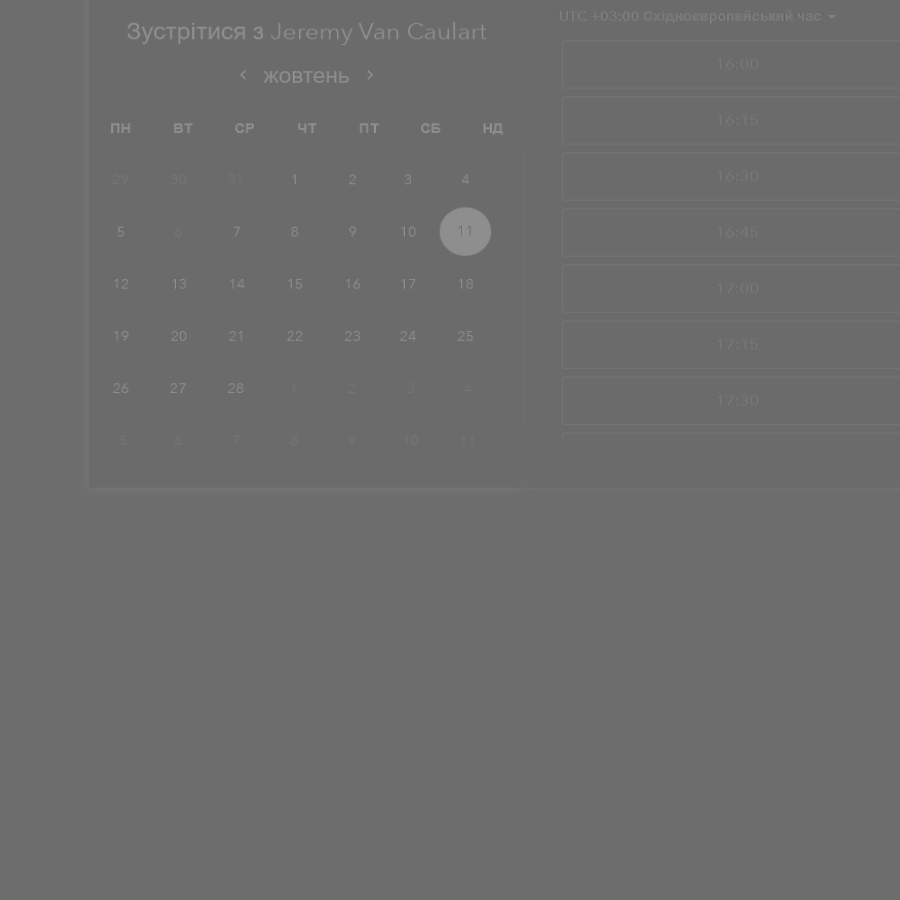 Зустрітися з Jeremy Van Caulart
жовтень
ПН ВТ СР ЧТ ПТ СБ НД
29 30 31 1 2 3 4
5 6 7 8 9 10 11
12 13 14 15 16 17 18
19 20 21 22 23 24 25
26 27 28 1 2 3 4
5 6 7 8 9 10 11
UTC +03:00 Східноєвропейський час
16:00
16:15
16:30
16:45
17:00
17:15
17:30